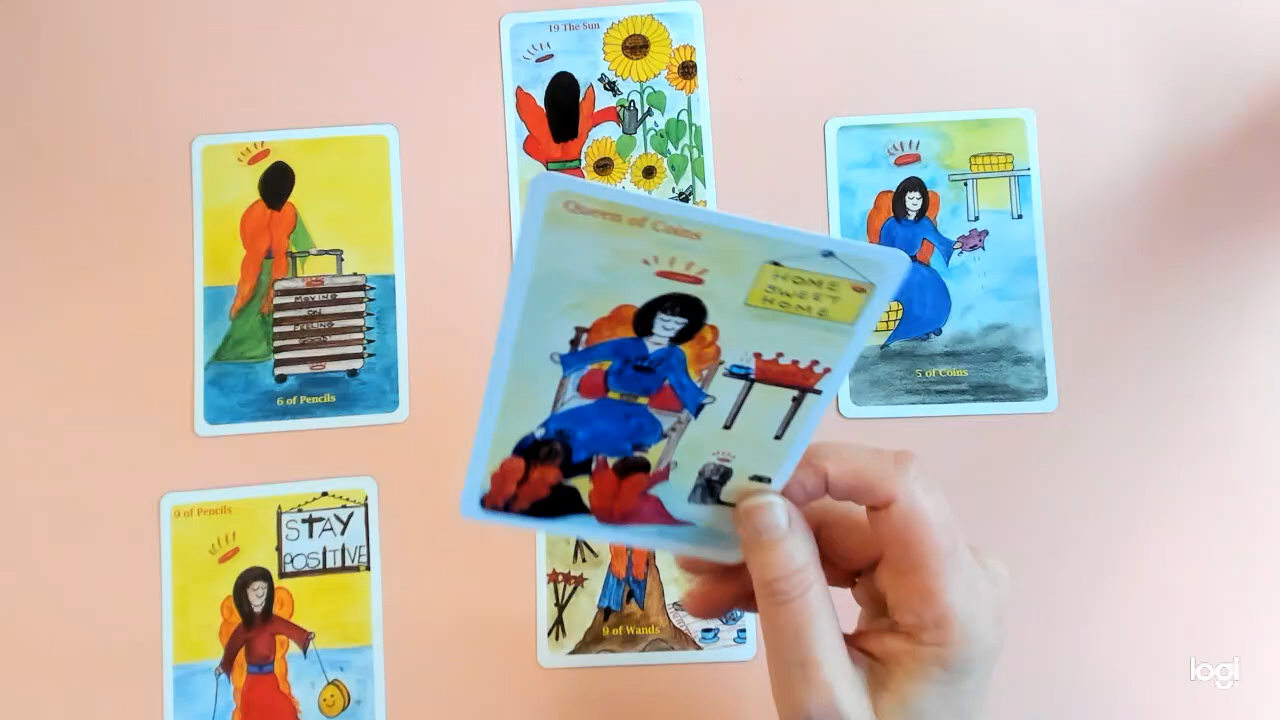 19 The Sun
Queen of Coins
HOME
SWEET
HOME
MOVING
ON
FEELING
6 of Pencils
5 of Coins
9 of Pencils
STAY
POSITIVE
9 of Wands
logi